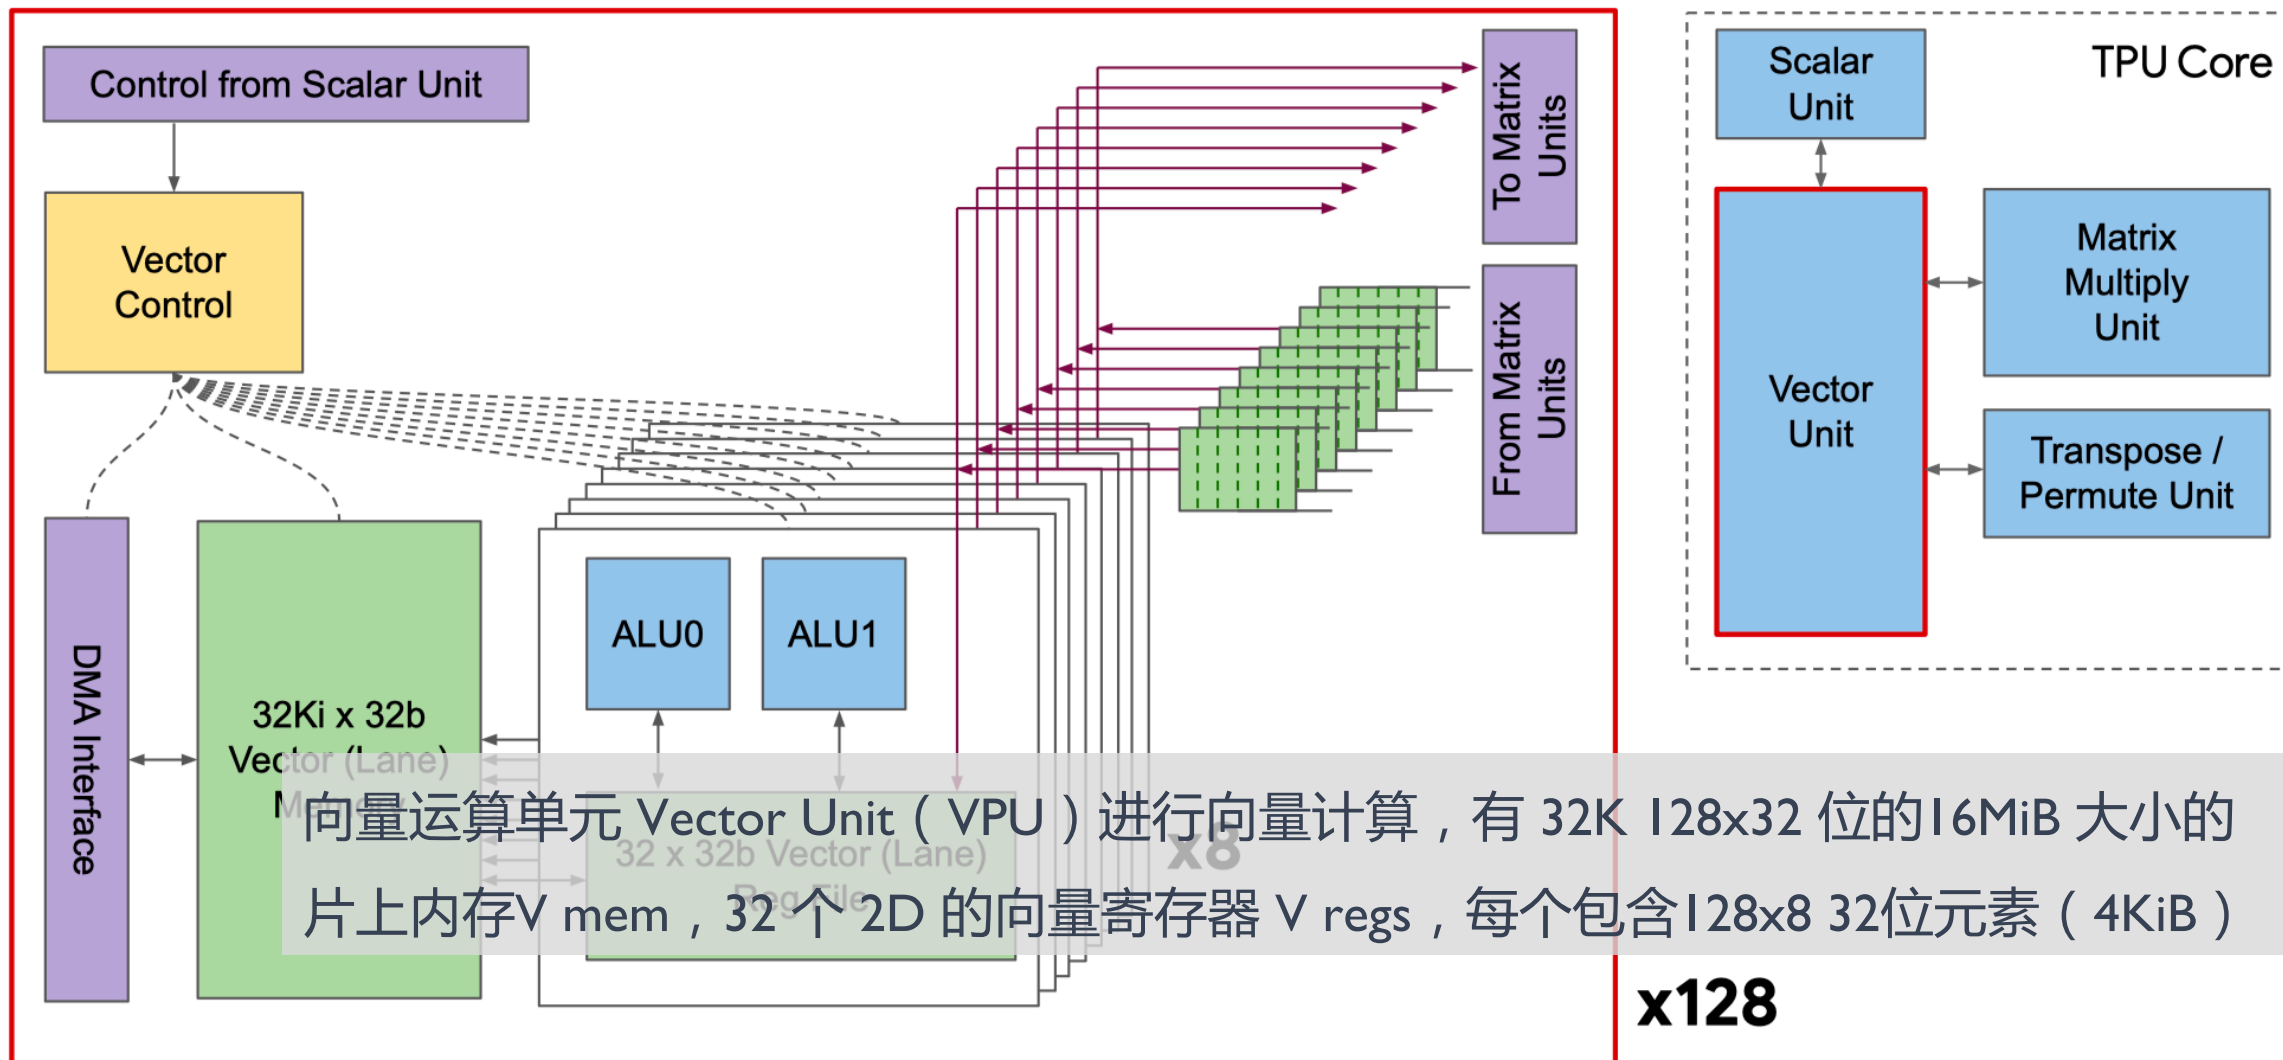 Control from Scalar Unit
Vector
Control
To Matrix
Units
From Matrix
Units
DMA Interface
32Ki x 32b
Vector (Lane)
Memory
ALU0
ALU1
32 x 32b Vector (Lane)
Reg File
x8
x128
TPU Core
Scalar
Unit
Vector
Unit
Matrix
Multiply
Unit
Transpose /
Permute Unit
向量运算单元 Vector Unit（VPU）进行向量计算，有 32K 128x32 位的16MiB 大小的
片上内存V mem，32 个 2D 的向量寄存器 V regs，每个包含128x8 32位元素（4KiB）